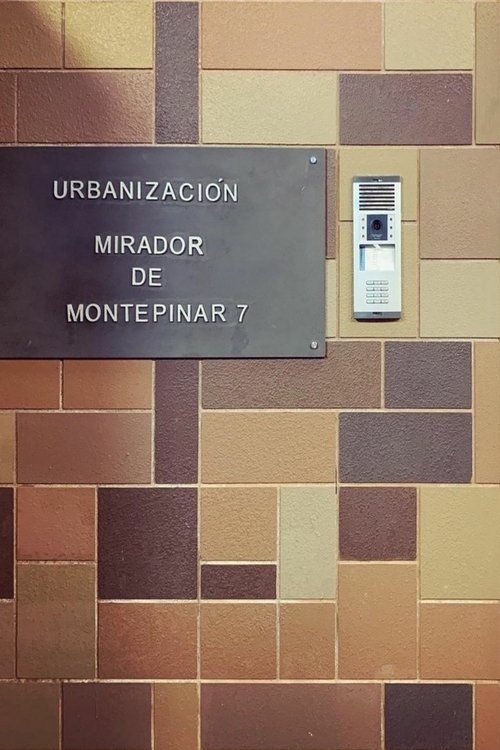 URBANIZACIÓN
MIRADOR
DE
MONTEPINAR 7